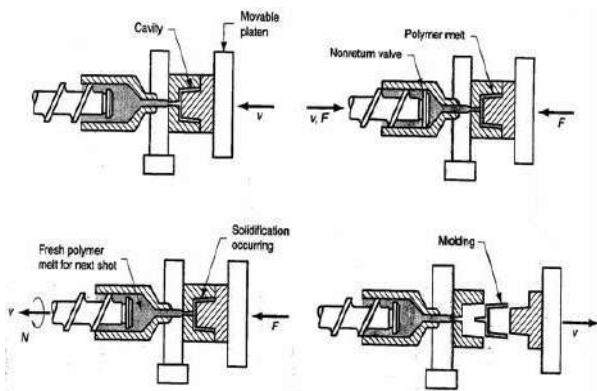 Movable
platen
Cavity
v
Polymer melt
Nonreturn valve
v, F
F
Solidification
occurring
Fresh polymer
melt for next shot
v
N
F
Molding
v